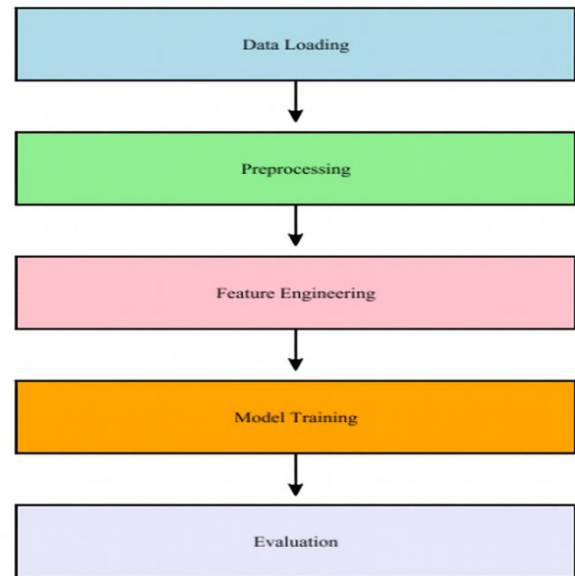 Data Loading
Preprocessing
Feature Engineering
Model Training
Evaluation